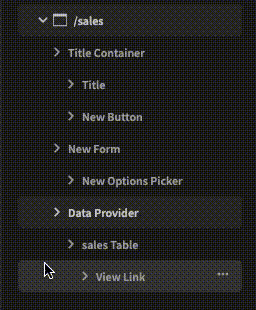 /sales
Title Container
Title
New Button
New Form
New Options Picker
Data Provider
sales Table
View Link